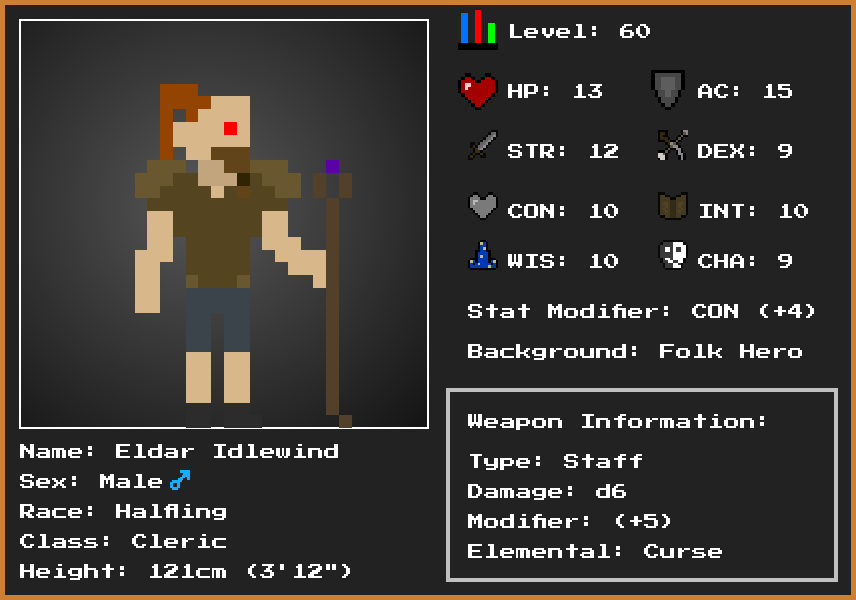 Level: 60
HP: 13 AC: 15
STR: 12 DEX: 9
CON: 10 INT: 10
WIS: 10 CHA: 9
Stat Modifier: CON (+4)
Background: Folk Hero
Weapon Information:
Type: Staff
Damage: d6
Modifier: (+5)
Elemental: Curse
Name: Eldar Idlewind
Sex: Male ♂
Race: Halfling
Class: Cleric
Height: 121cm (3'12")